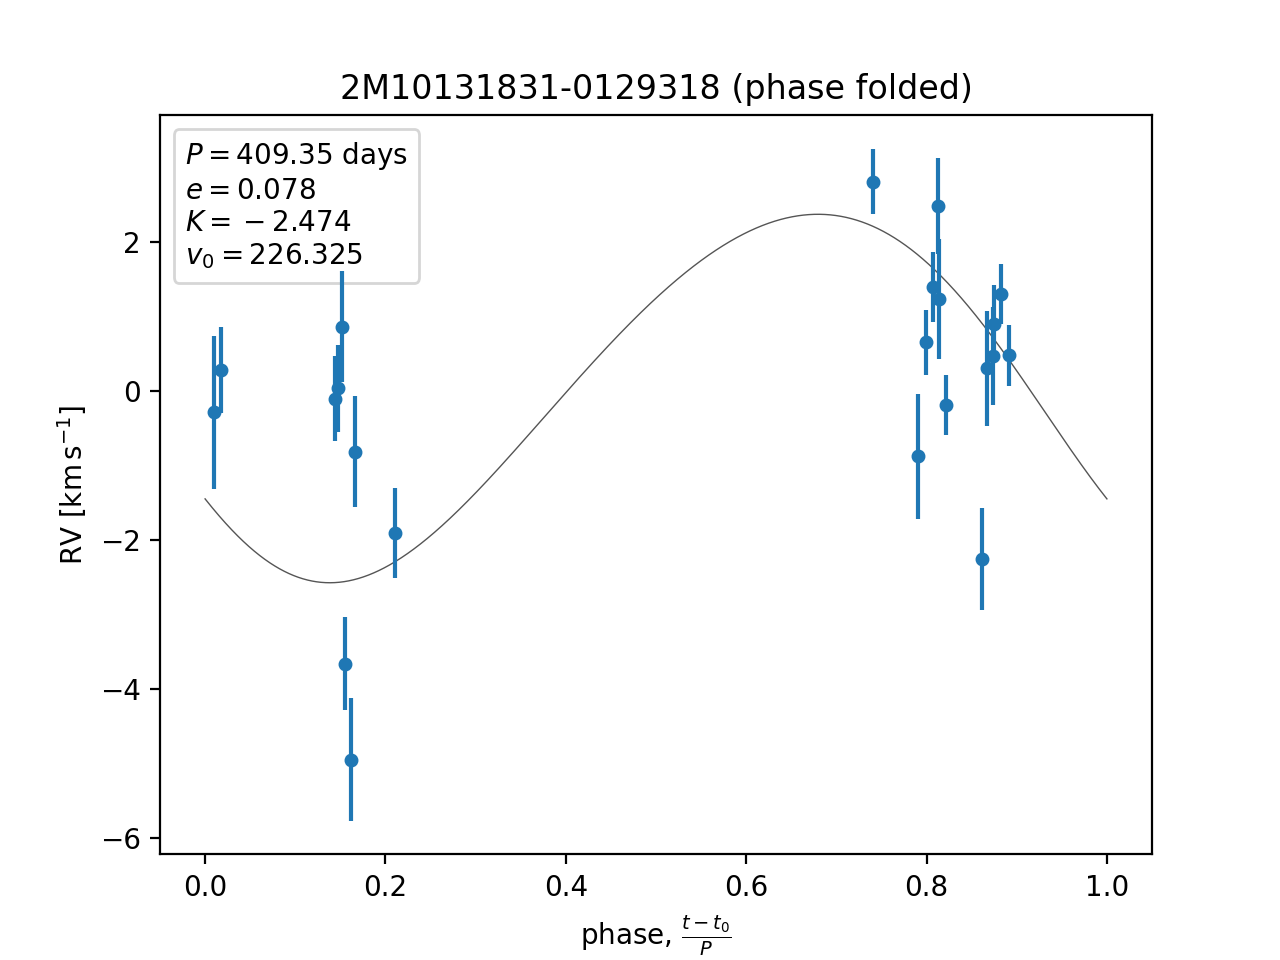 2M10131831-0129318 (phase folded)
P = 409.35 days
e = 0.078
K = −2.474
v₀ = 226.325
RV [km s⁻¹]
2
0
−2
−4
−6
0.0 0.2 0.4 0.6 0.8 1.0
phase, (t − t₀)/P